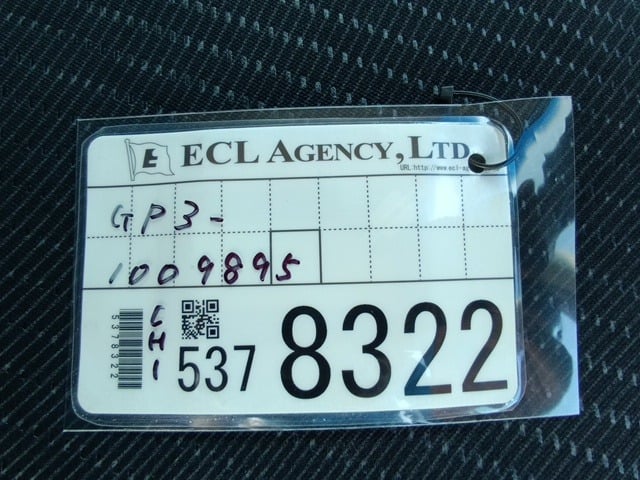 E ECL AGENCY, LTD
URL:http://www.ecl-ag
GP3-
1009895
5378322
CHI
537 8322